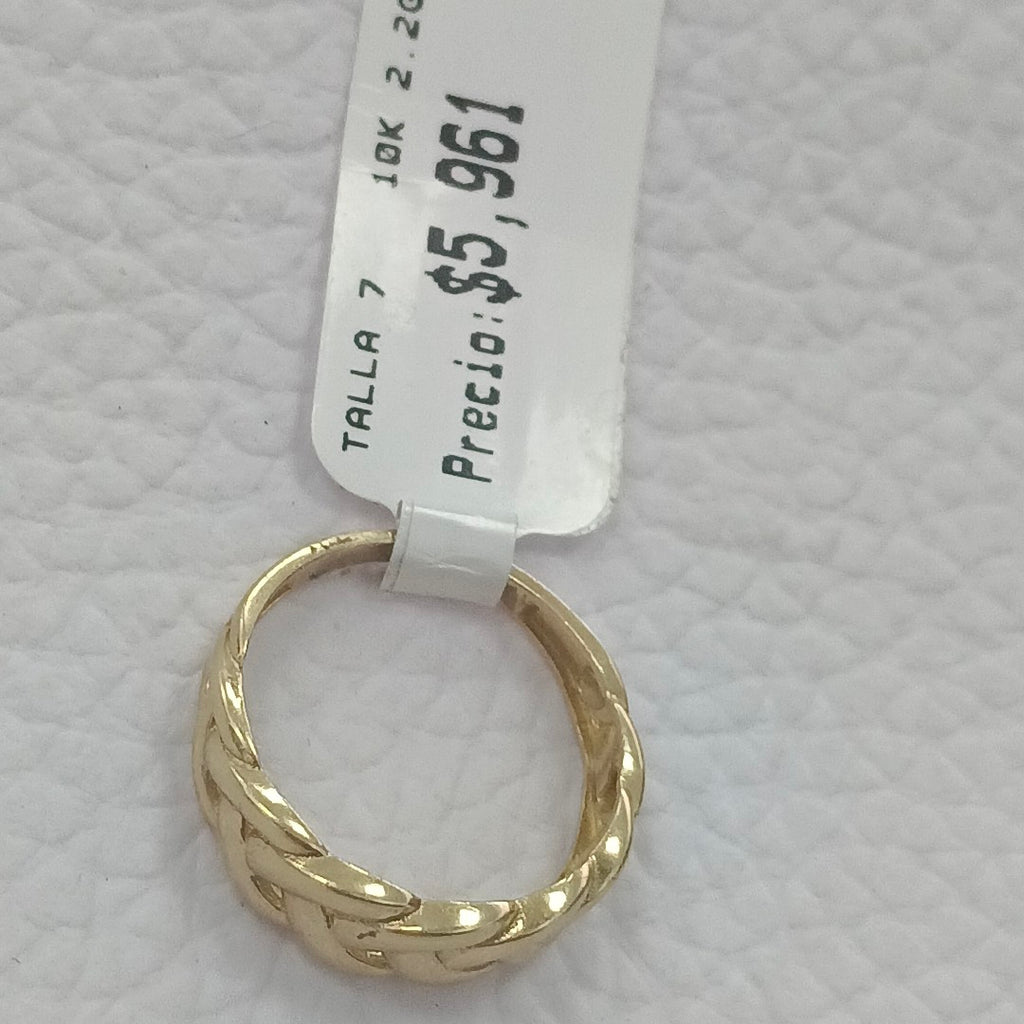 TALLA 7
10K 2.20
Precio:$5,961